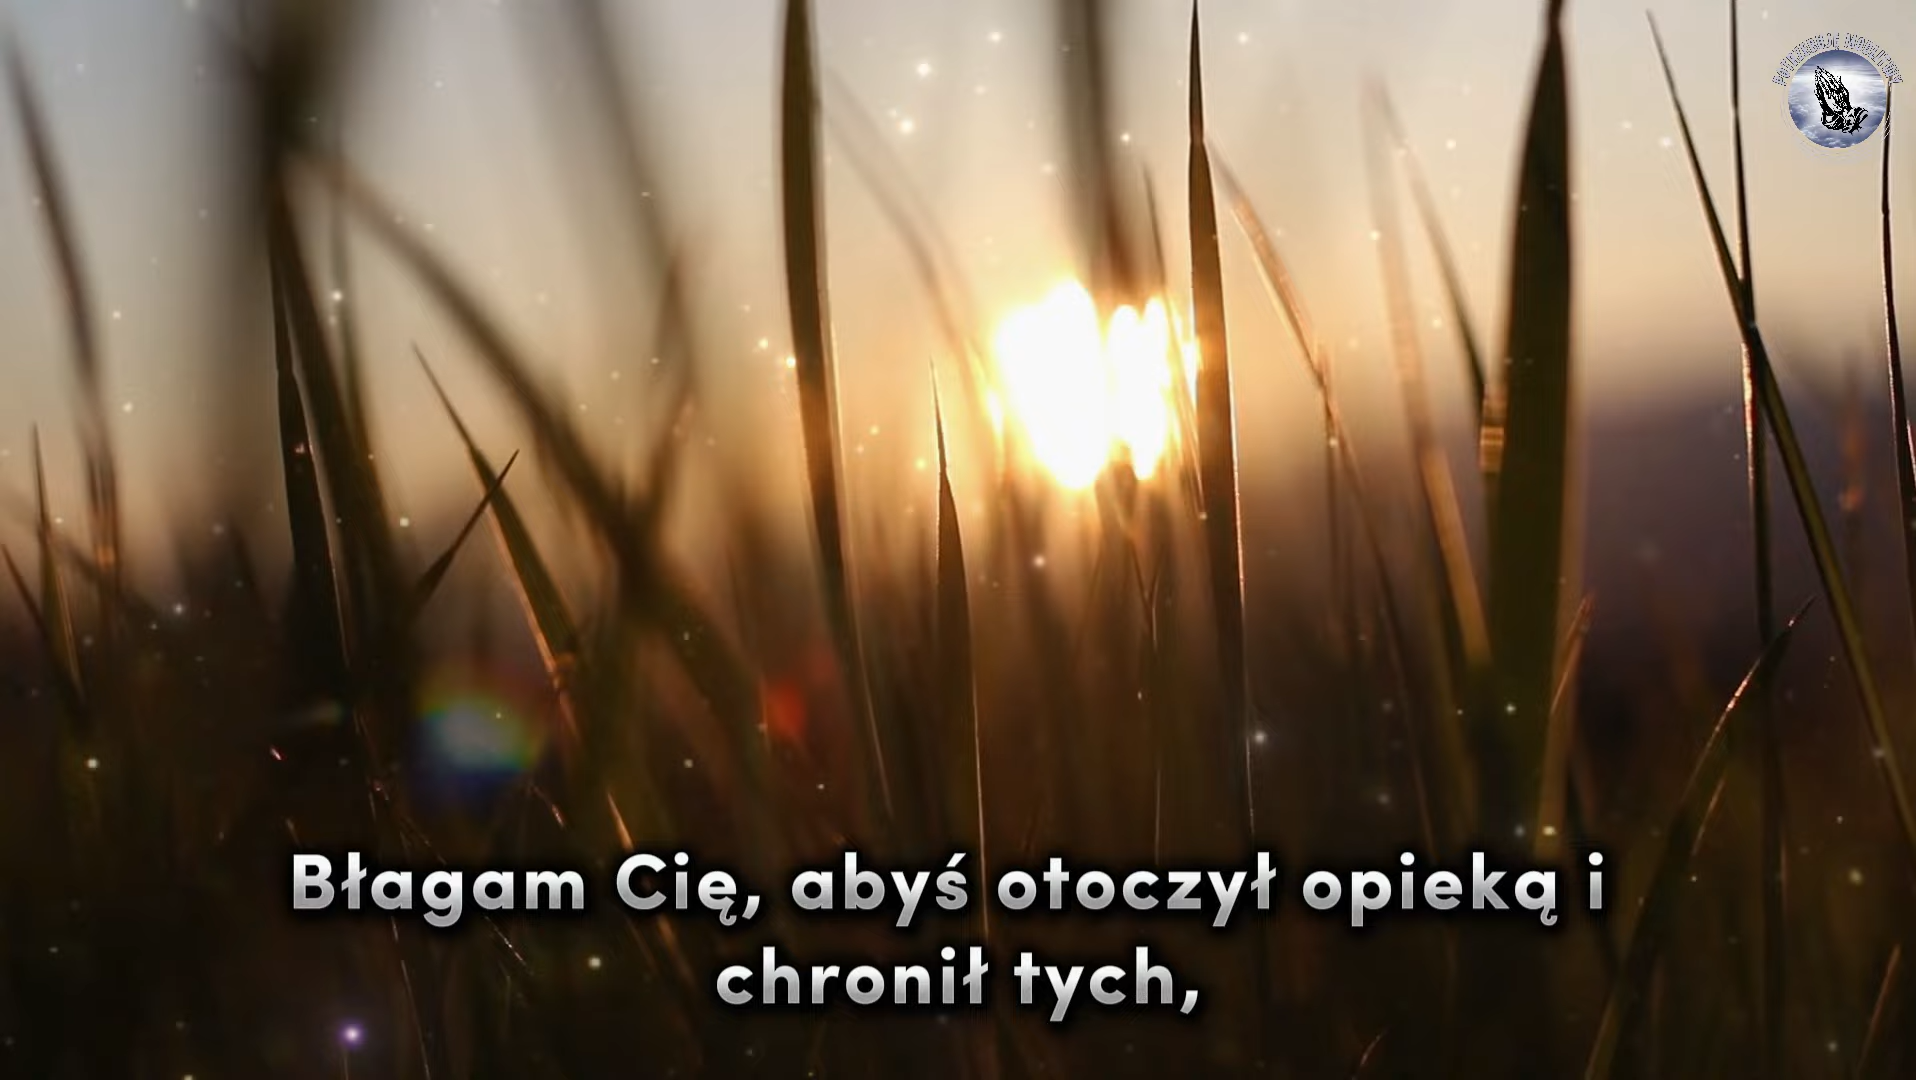 Błagam Cię, abyś otoczył opieką i
chronił tych,